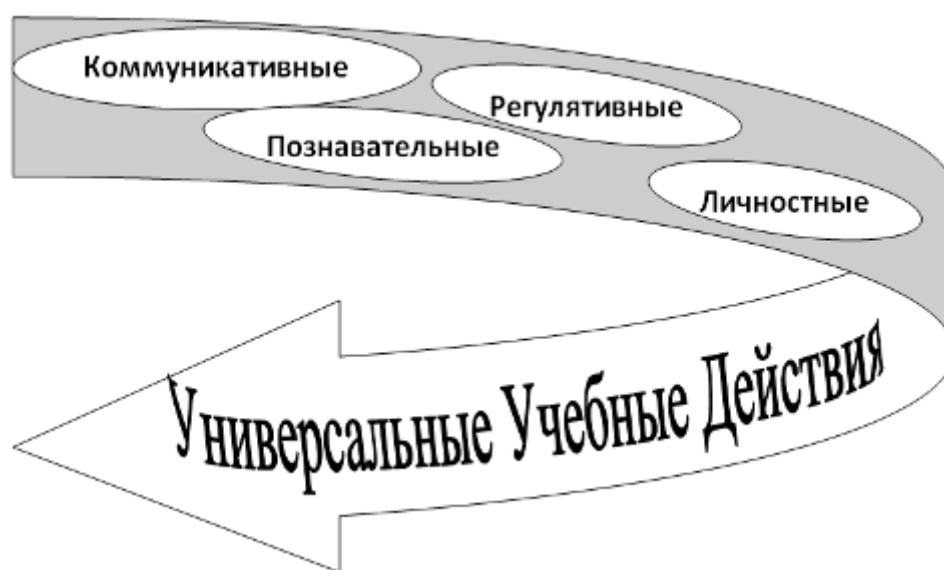 Коммуникативные
Регулятивные
Познавательные
Личностные
Универсальные Учебные Действия